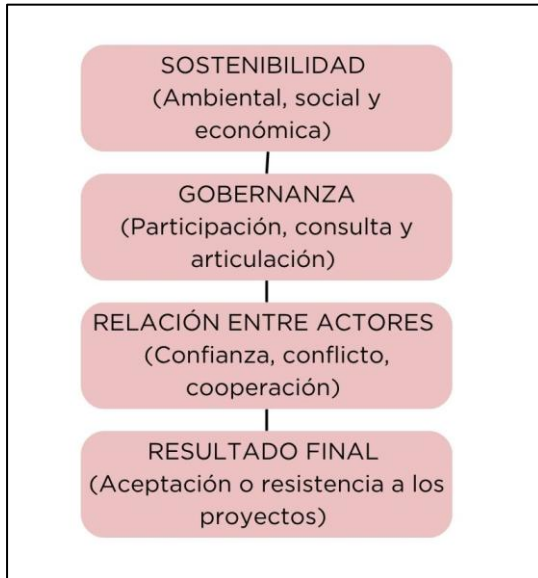 SOSTENIBILIDAD
(Ambiental, social y
económica)
GOBERNANZA
(Participación, consulta y
articulación)
RELACIÓN ENTRE ACTORES
(Confianza, conflicto,
cooperación)
RESULTADO FINAL
(Aceptación o resistencia a los
proyectos)